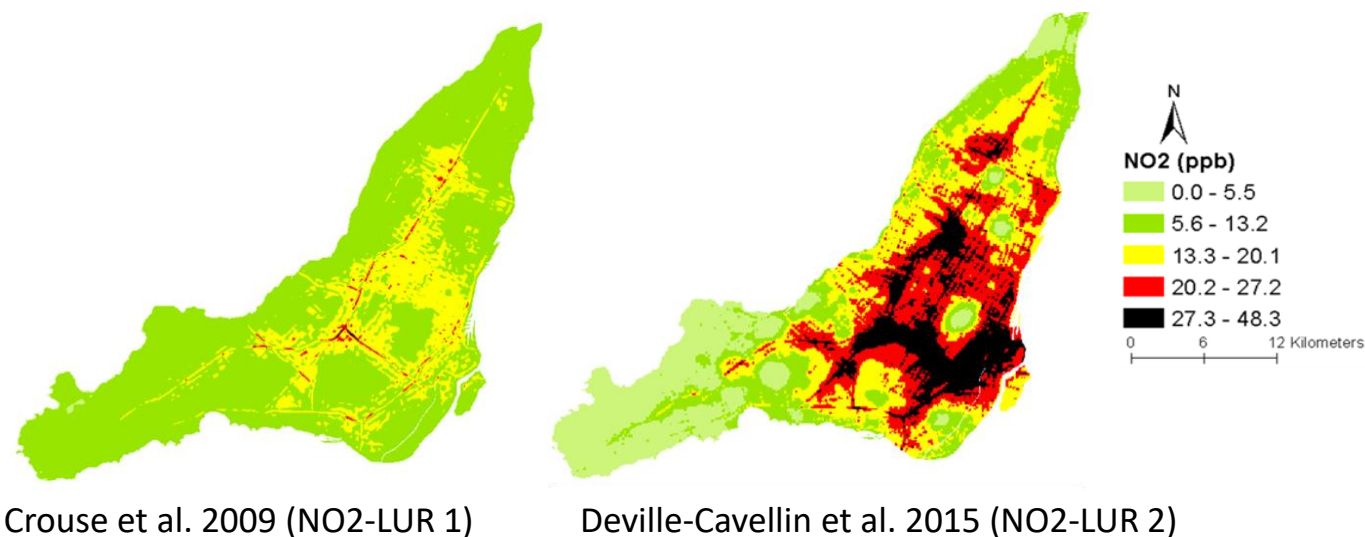 N
NO2 (ppb)
0.0 - 5.5
5.6 - 13.2
13.3 - 20.1
20.2 - 27.2
27.3 - 48.3
0 6 12 Kilometers
Crouse et al. 2009 (NO2-LUR 1)
Deville-Cavellin et al. 2015 (NO2-LUR 2)